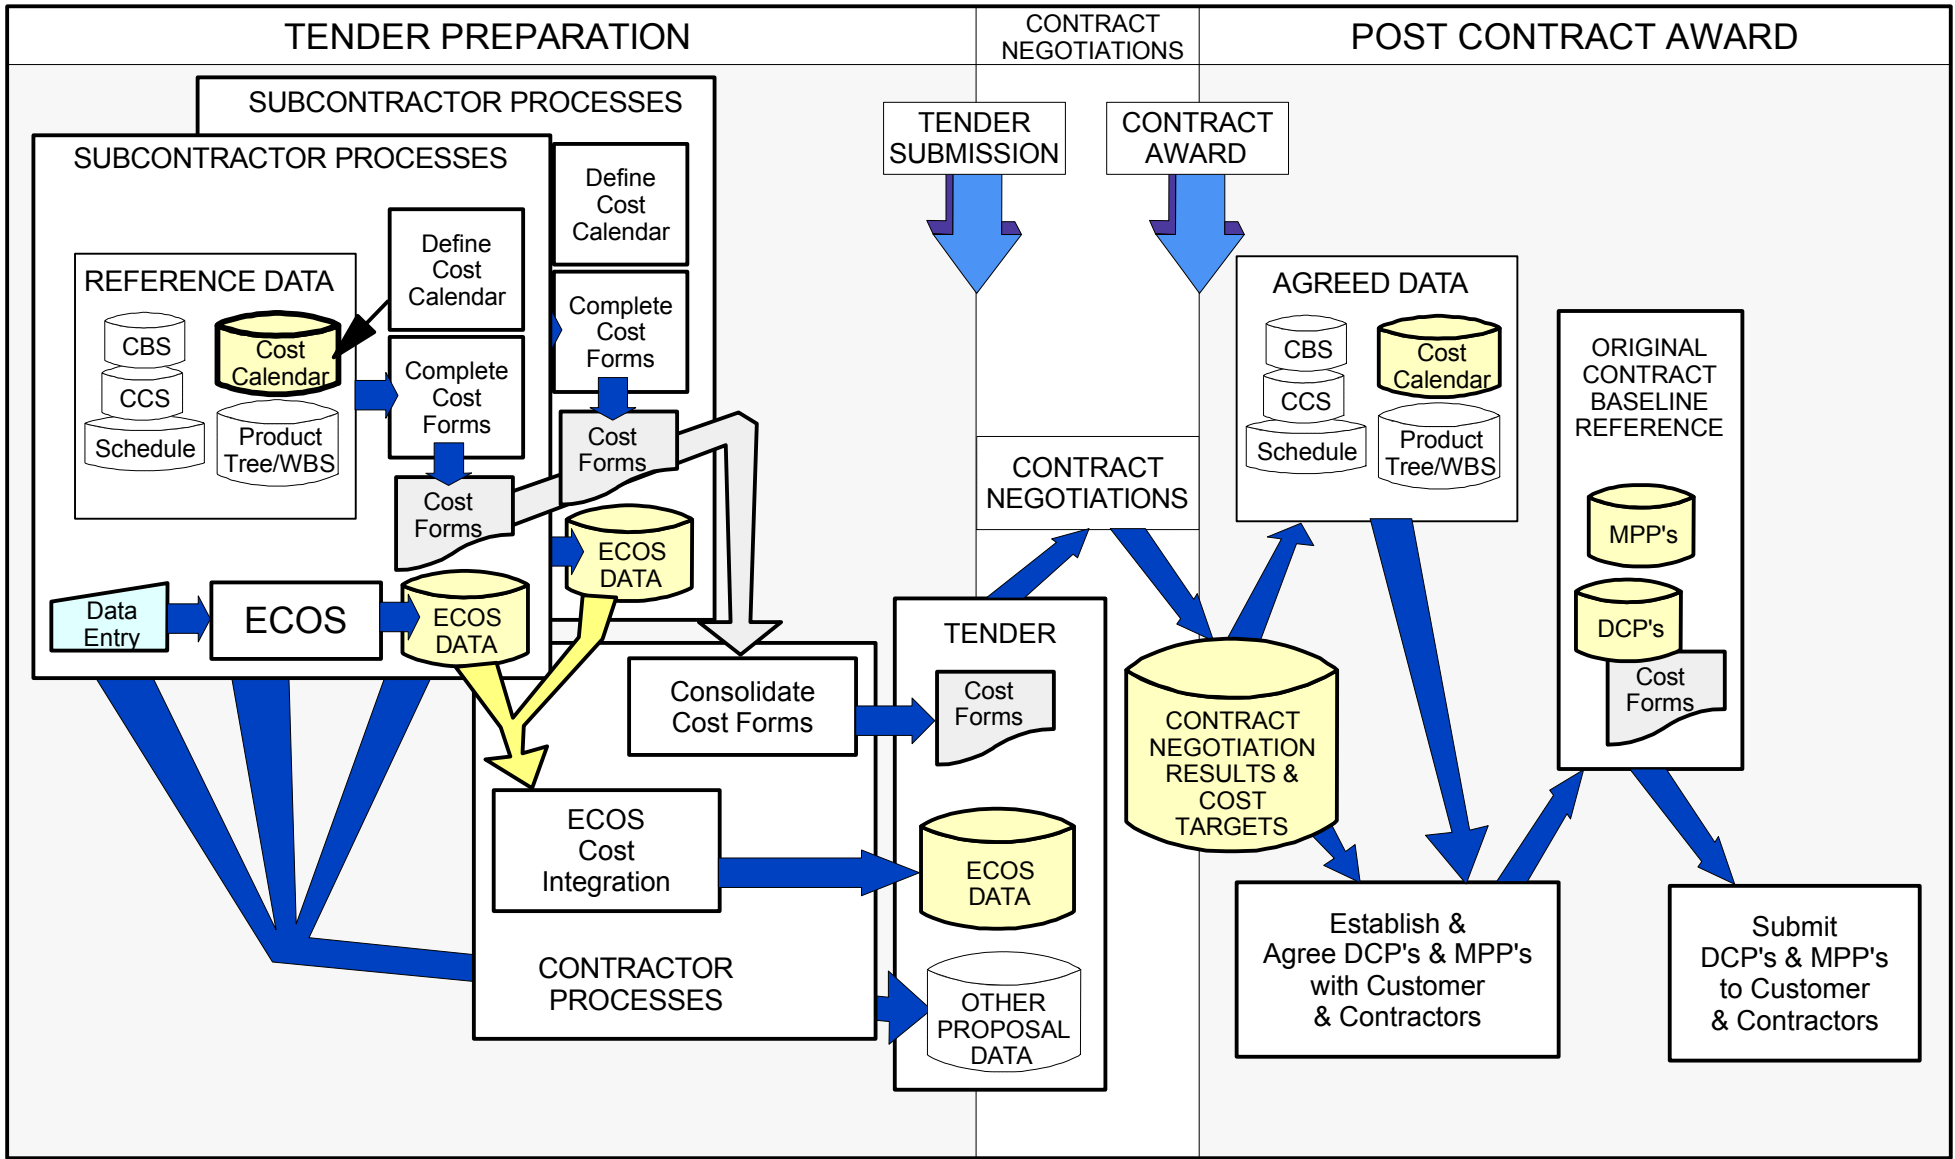 TENDER PREPARATION
CONTRACT
NEGOTIATIONS
POST CONTRACT AWARD
SUBCONTRACTOR PROCESSES
SUBCONTRACTOR PROCESSES
Define
Cost
Calendar
Complete
Cost
Forms
Cost
Forms
ECOS
DATA
Define
Cost
Calendar
REFERENCE DATA
CBS
CCS
Schedule
Cost
Calendar
Product
Tree/WBS
Complete
Cost
Forms
Cost
Forms
Data
Entry
ECOS
ECOS
DATA
Consolidate
Cost Forms
ECOS
Cost
Integration
CONTRACTOR
PROCESSES
TENDER
SUBMISSION
CONTRACT
AWARD
CONTRACT
NEGOTIATIONS
TENDER
Cost
Forms
ECOS
DATA
OTHER
PROPOSAL
DATA
CONTRACT
NEGOTIATION
RESULTS &
COST
TARGETS
AGREED DATA
CBS
CCS
Schedule
Cost
Calendar
Product
Tree/WBS
ORIGINAL
CONTRACT
BASELINE
REFERENCE
MPP's
DCP's
Cost
Forms
Establish &
Agree DCP's & MPP's
with Customer
& Contractors
Submit
DCP's & MPP's
to Customer
& Contractors